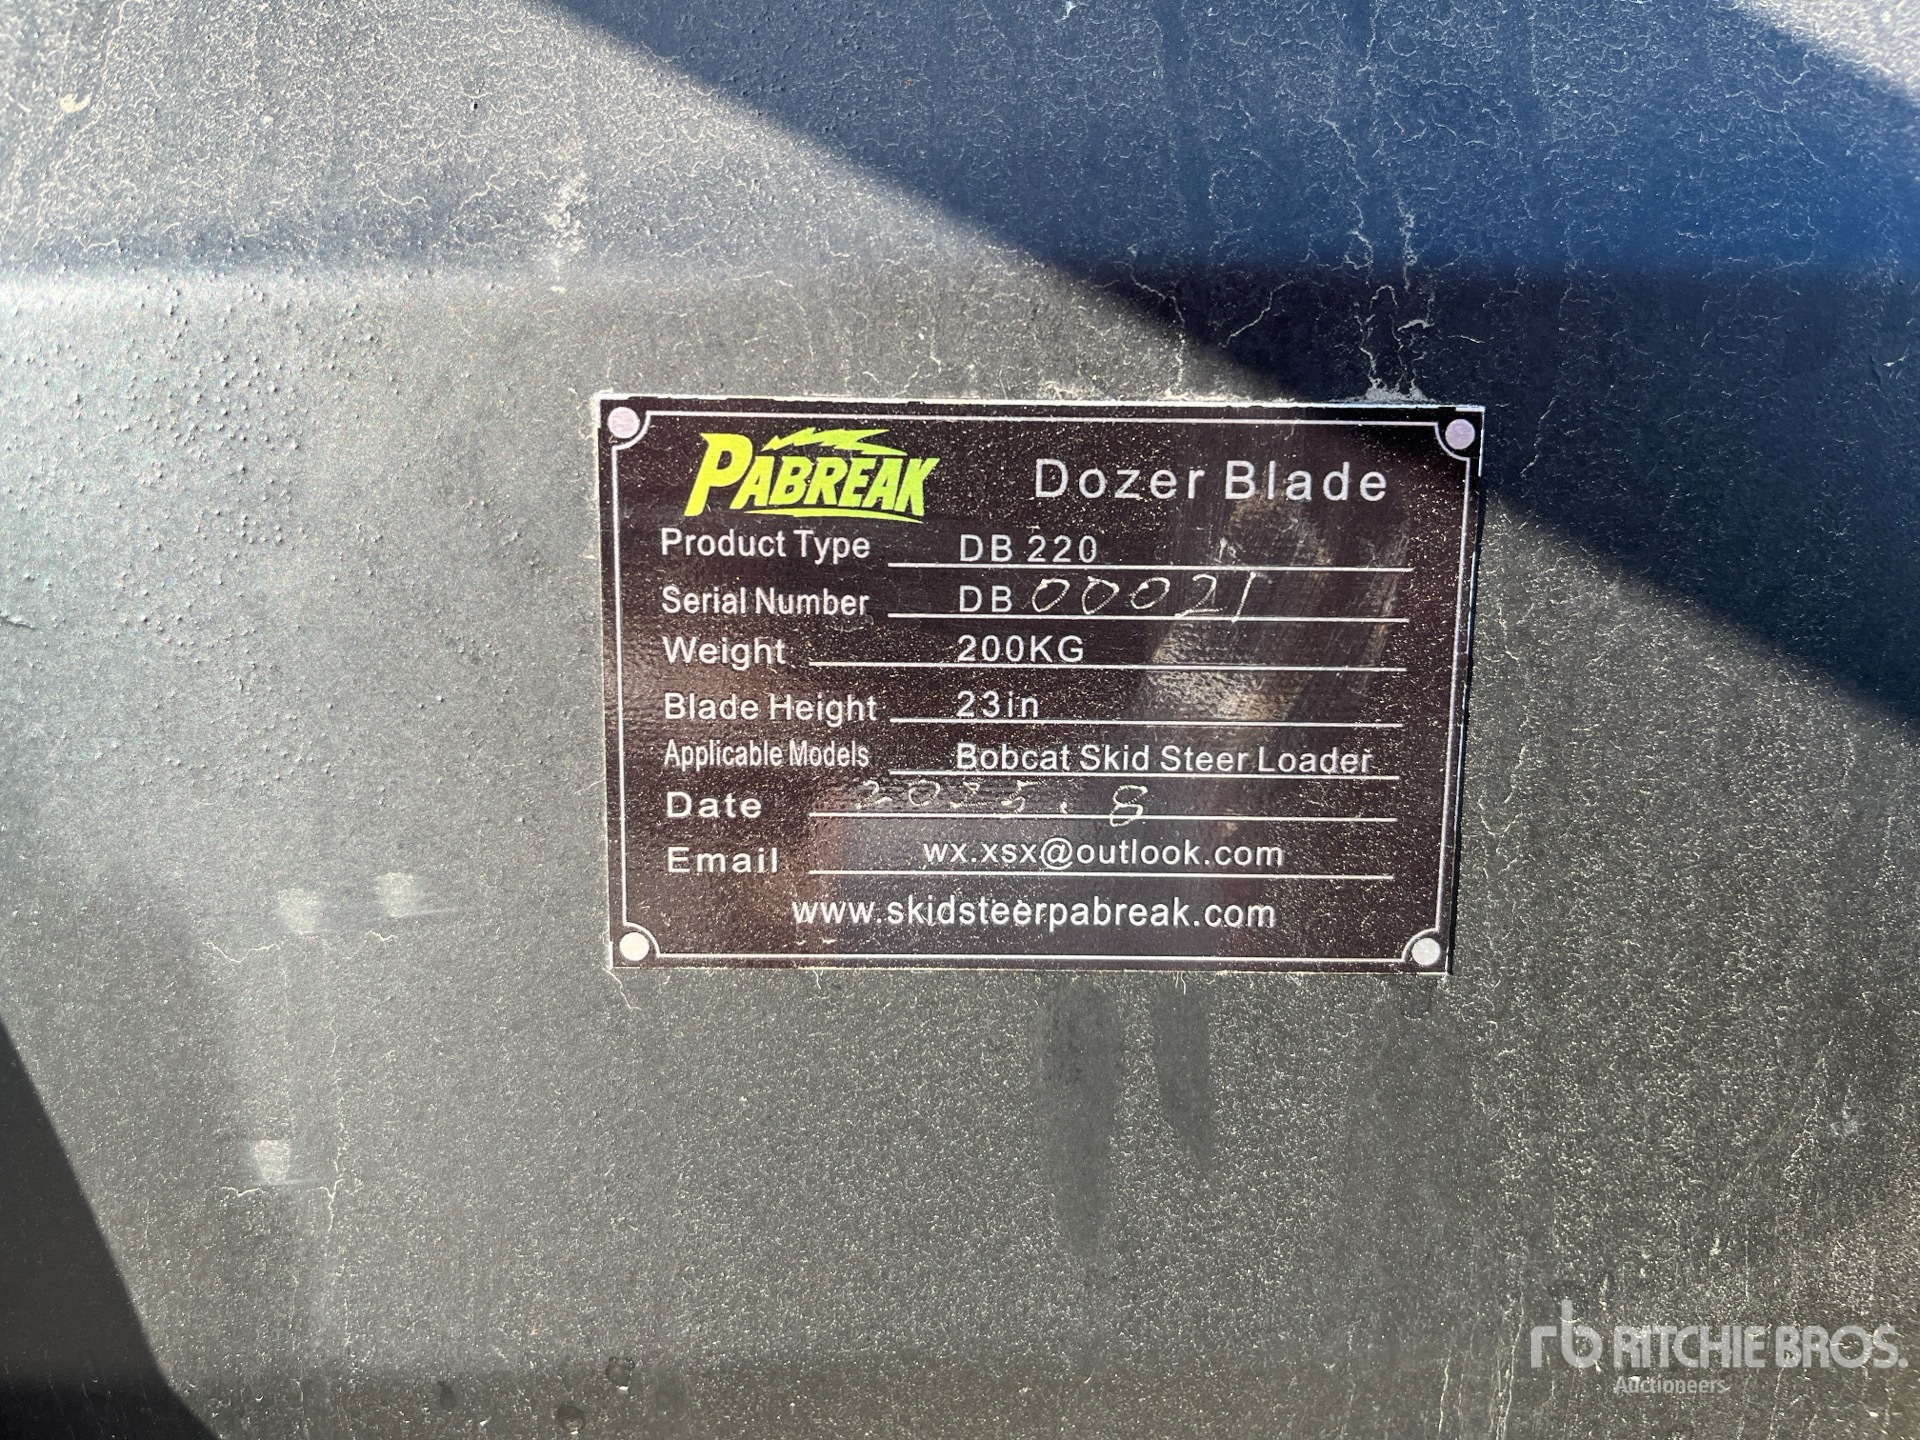 PABREAK Dozer Blade
Product Type DB 220
Serial Number DB 00021
Weight 200KG
Blade Height 23in
Applicable Models Bobcat Skid Steer Loader
Date 2025.8
Email wx.xsx@outlook.com
www.skidsteerpabreak.com
rb RITCHIE BROS.
Auctioneers